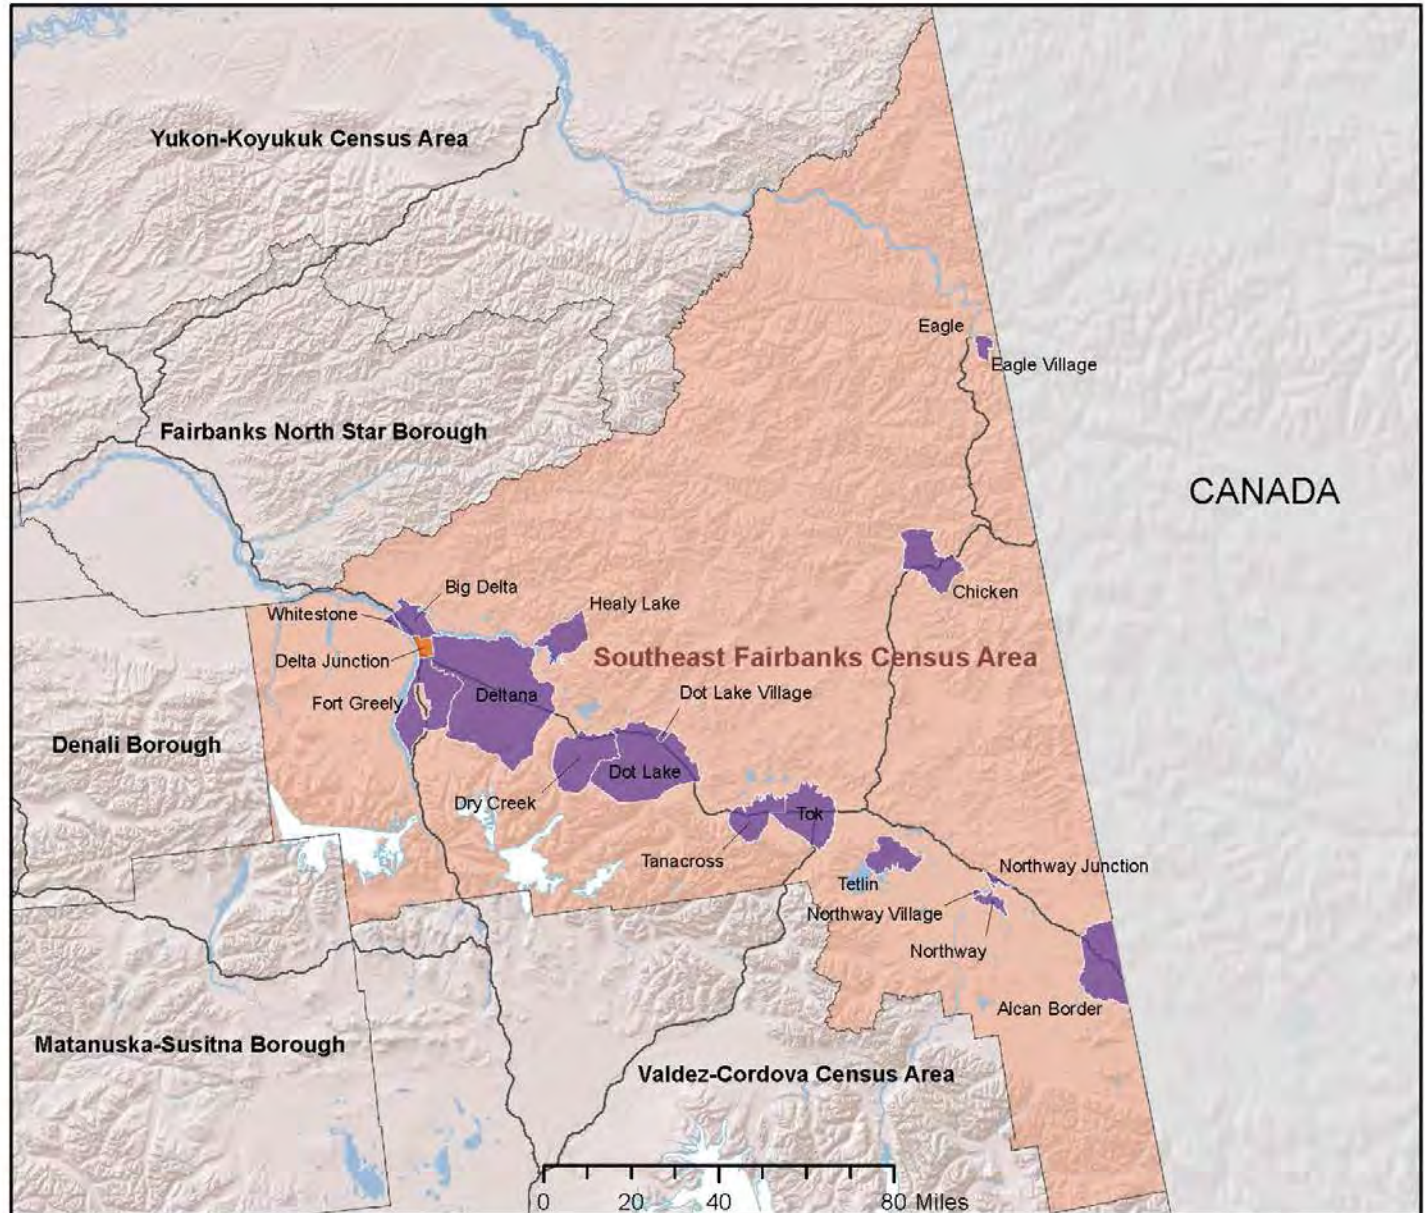 Yukon-Koyukuk Census Area
Eagle
Eagle Village
Fairbanks North Star Borough
CANADA
Big Delta
Chicken
Healy Lake
Whitestone
Southeast Fairbanks Census Area
Delta Junction
Dot Lake Village
Deltana
Fort Greely
Denali Borough
Dot Lake
Dry Creek
Tok
Tanacross
Northway Junction
Tetlin
Northway Village
Northway
Alcan Border
Matanuska-Susitna Borough
Valdez-Cordova Census Area
0 20 40 80 Miles